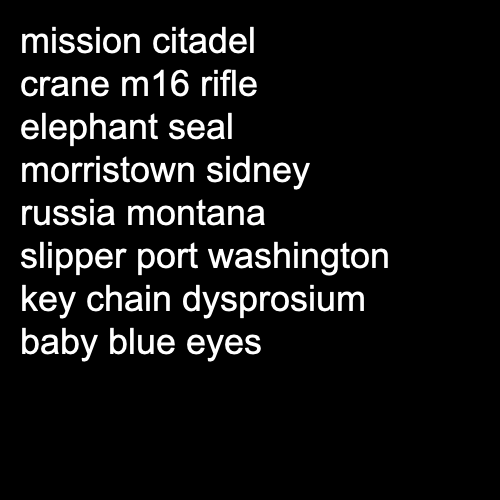 mission citadel
crane m16 rifle
elephant seal
morristown sidney
russia montana
slipper port washington
key chain dysprosium
baby blue eyes